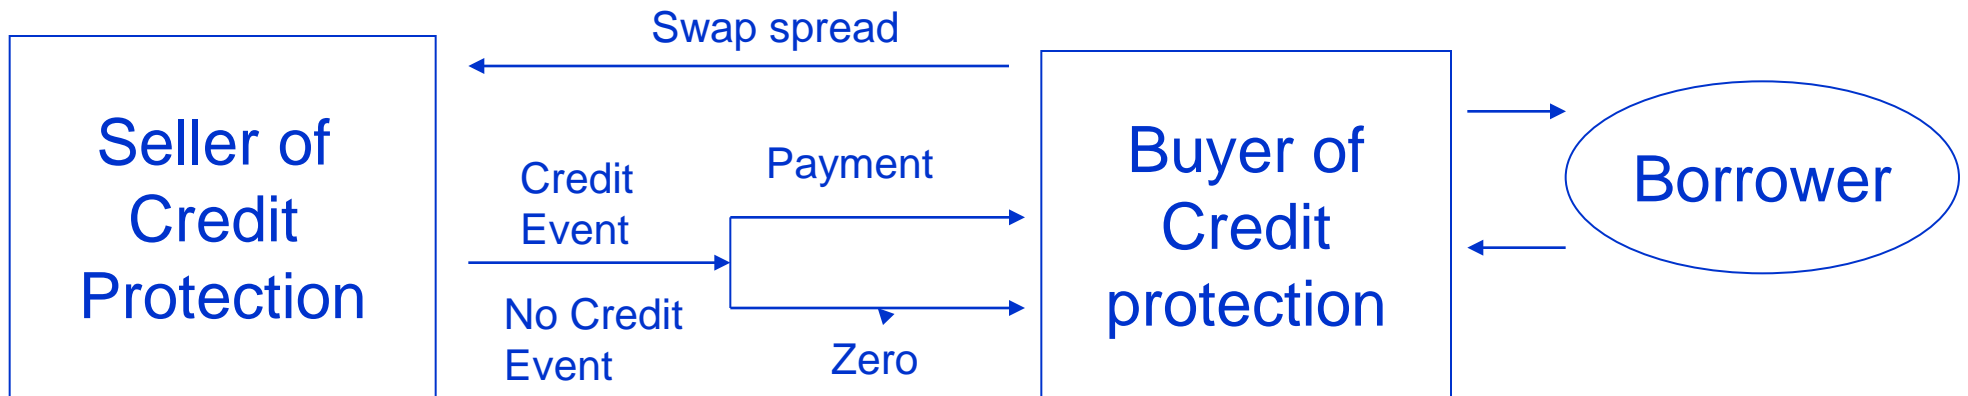 Swap spread
Seller of
Credit
Protection
Credit
Event
Payment
No Credit
Event
Zero
Buyer of
Credit
protection
Borrower